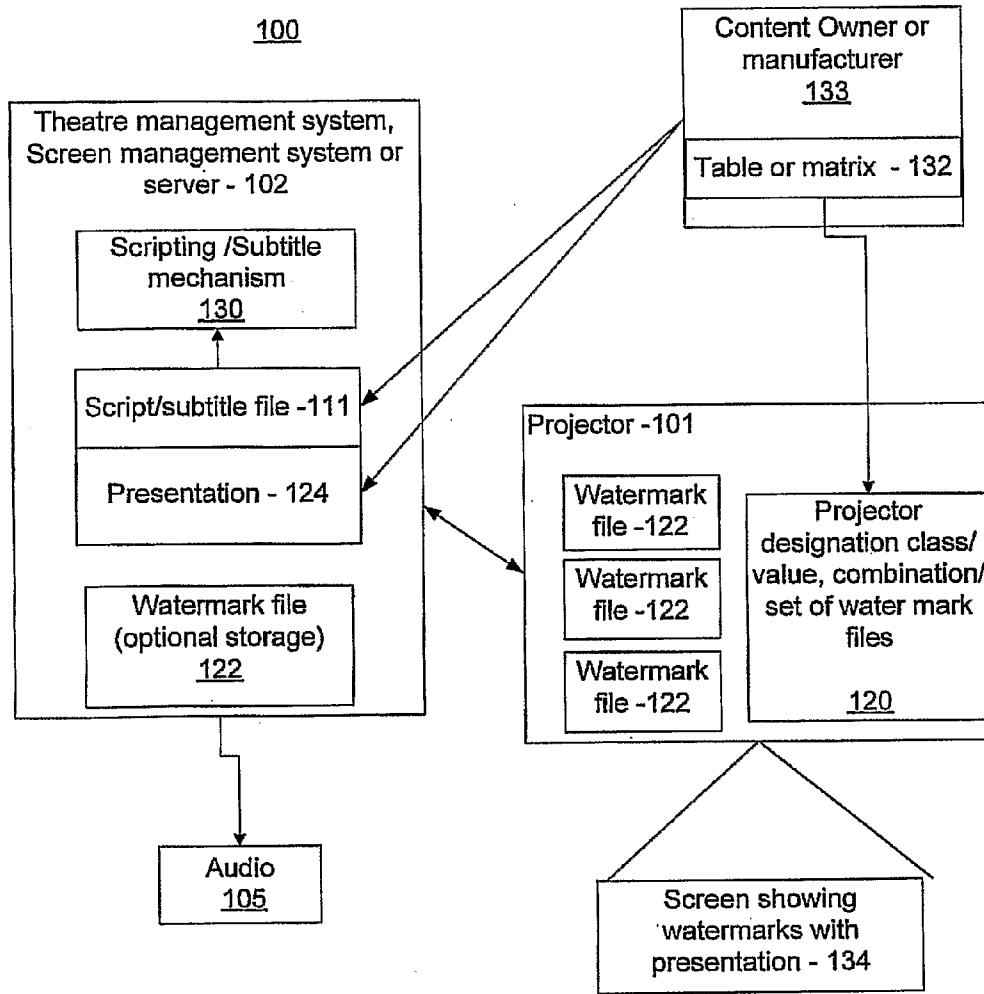 100
Content Owner or
manufacturer
133
Table or matrix - 132
Theatre management system,
Screen management system or
server - 102
Scripting /Subtitle
mechanism
130
Script/subtitle file -111
Presentation - 124
Watermark file
(optional storage)
122
Projector -101
Watermark
file -122
Watermark
file -122
Watermark
file -122
Projector
designation class/
value, combination/
set of water mark
files
120
Audio
105
Screen showing
watermarks with
presentation - 134